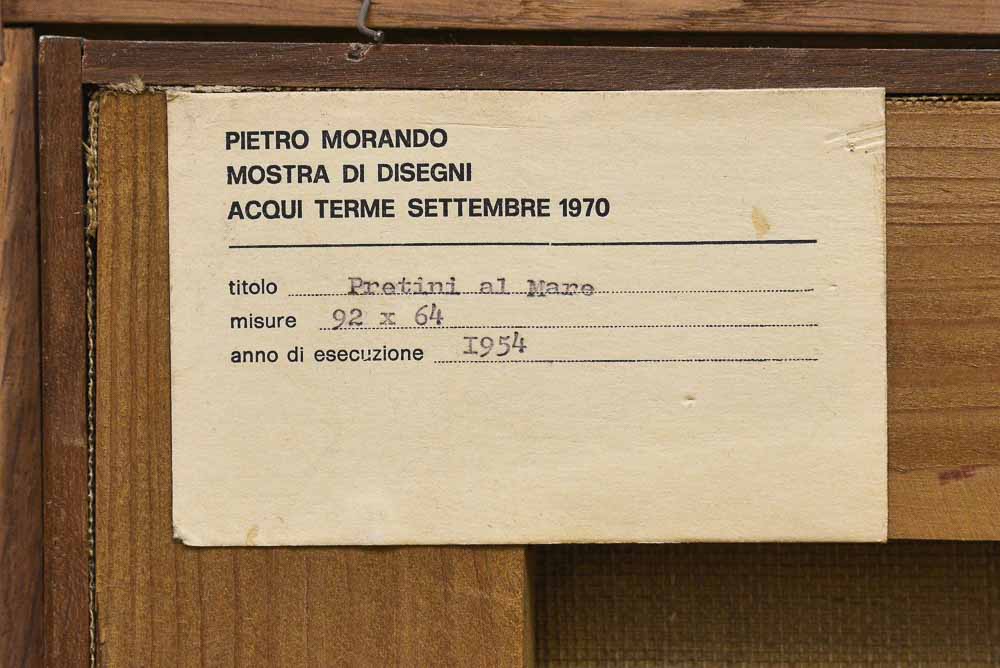 PIETRO MORANDO
MOSTRA DI DISEGNI
ACQUI TERME SETTEMBRE 1970
titolo Pretini al Mare
misure 92 x 64
anno di esecuzione I954